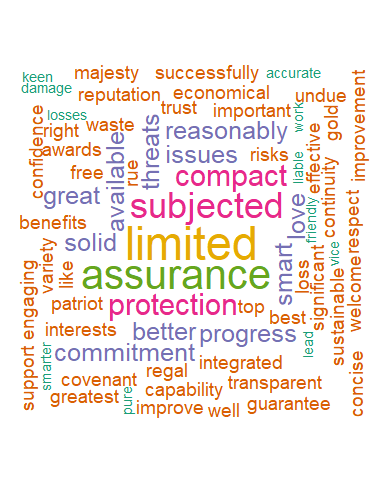 keen
majesty
successfully
accurate
damage
reputation
economical
undue
improvement
losses
trust
important
work
gold
confidence
right
waste
threats
reasonably
effective
awards
available
issues
risks
liable
continuity
free
rue
compact
great
subjected
love
friendly
respect
benefits
solid
limited
smart
loss
significant
vice
sustainable
welcome
variety
like
assurance
engaging
support
patriot
protection
top
best
interests
better
progress
lead
smarter
commitment
regal
integrated
concise
covenant
capability
transparent
greatest
pure
improve
well
guarantee